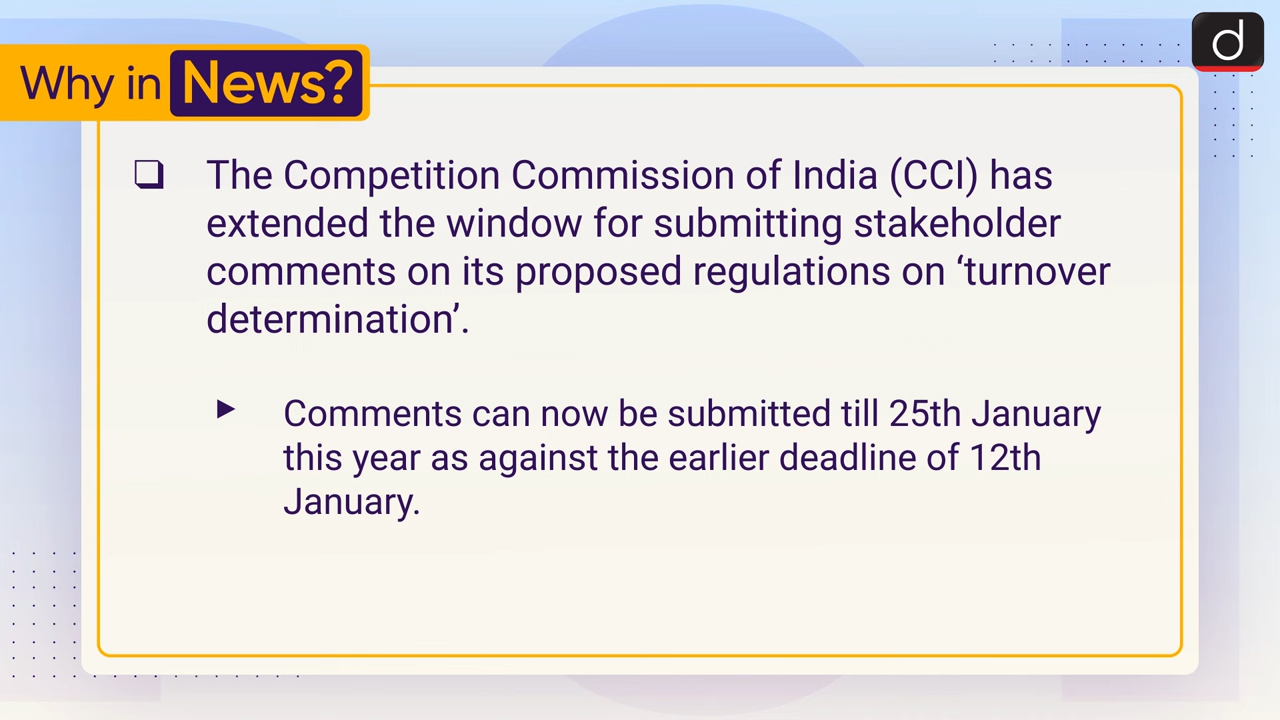 Why in News?
d
❑ The Competition Commission of India (CCI) has
extended the window for submitting stakeholder
comments on its proposed regulations on ‘turnover
determination’.
► Comments can now be submitted till 25th January
this year as against the earlier deadline of 12th
January.